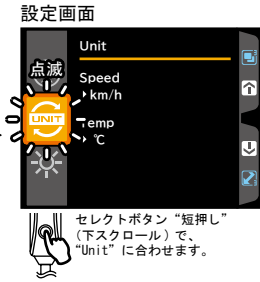 設定画面
Unit
点滅
Speed
km/h
UNIT
Temp
℃
セレクトボタン“短押し”
(下スクロール)で、
“Unit”に合わせます。